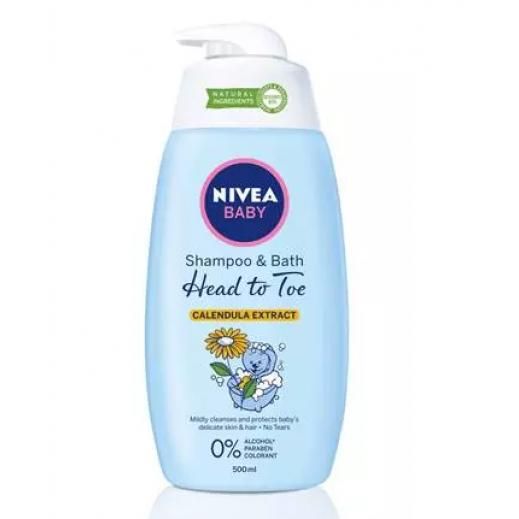 NATURAL
INGREDIENTS
NIVEA
BABY
Shampoo & Bath
Head to Toe
CALENDULA EXTRACT
Mildly cleanses and protects baby's
delicate skin & hair • No Tears
0% ALCOHOL*
PARABEN
COLORANT
500ml